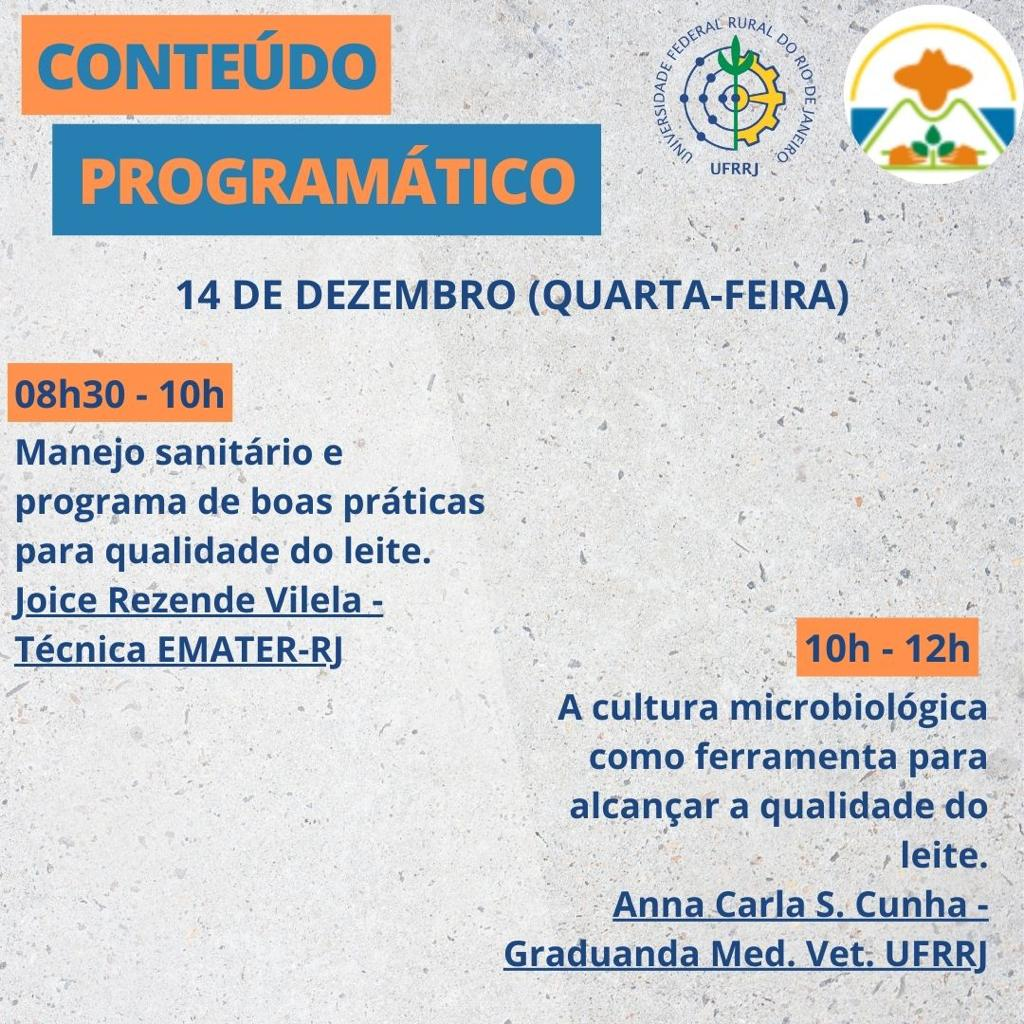 CONTEÚDO
PROGRAMÁTICO
UNIVERSIDADE FEDERAL RURAL DO RIO DE JANEIRO
UFRRJ
14 DE DEZEMBRO (QUARTA-FEIRA)
08h30 - 10h
Manejo sanitário e
programa de boas práticas
para qualidade do leite.
Joice Rezende Vilela -
Técnica EMATER-RJ
10h - 12h
A cultura microbiológica
como ferramenta para
alcançar a qualidade do
leite.
Anna Carla S. Cunha -
Graduanda Med. Vet. UFRRJ